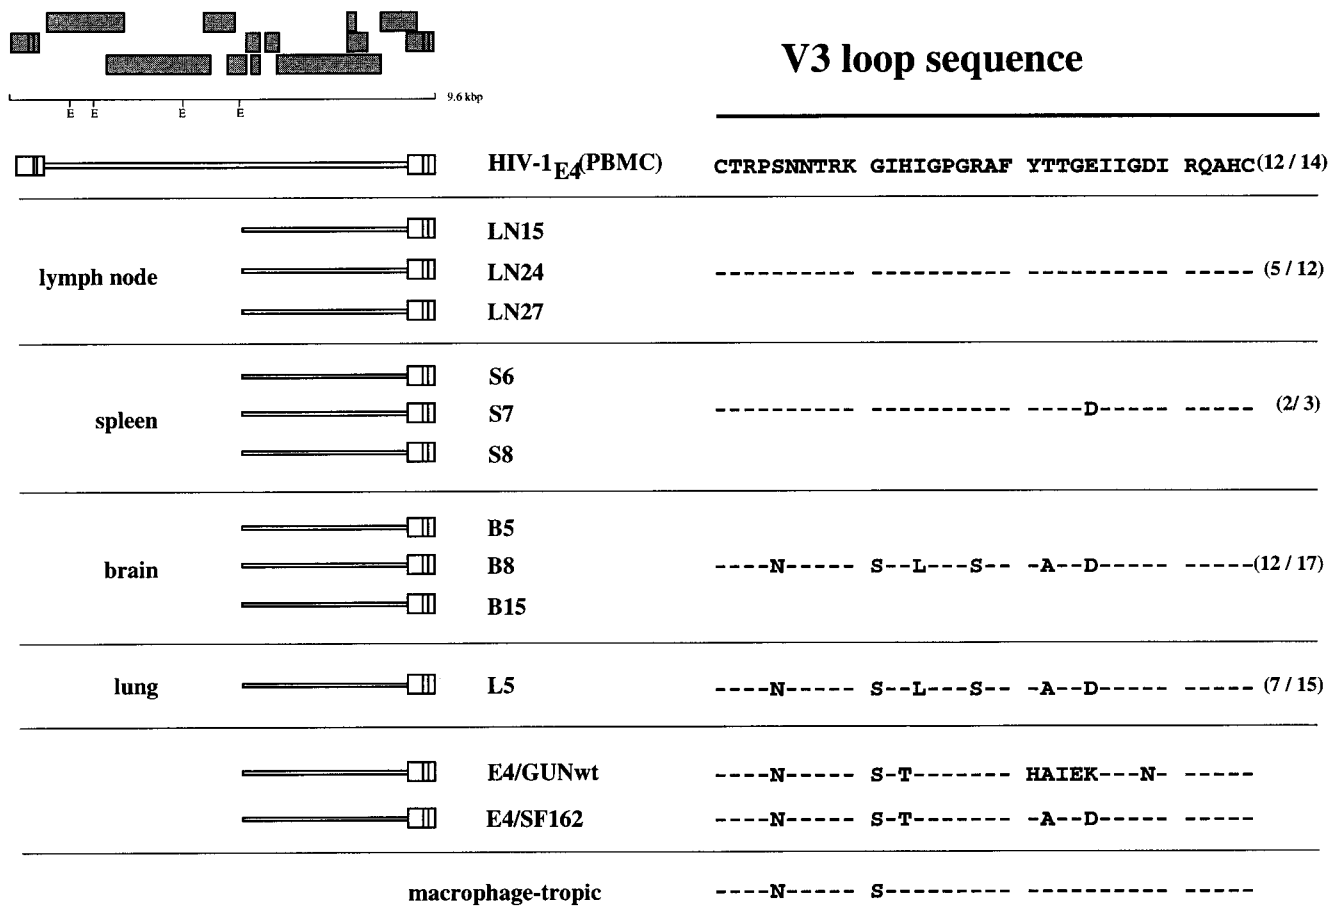 V3 loop sequence
9.6 kbp
E E E E
HIV-1E4(PBMC) CTRPSNNTRK GIHIGPGRAF YTTGEIIGDI RQAHC(12 / 14)
LN15
lymph node LN24 ---------- ---------- ---------- -----(5 / 12)
LN27
S6
spleen S7 ---------- ---------- ----D----- -----(2/ 3)
S8
B5
brain B8 ----N----- S--L---S-- -A--D----- -----(12 / 17)
B15
lung L5 ----N----- S--L---S-- -A--D----- -----(7 / 15)
E4/GUNwt ----N----- S-T------- HAIEK---N- -----
E4/SF162 ----N----- S-T------- -A--D----- -----
macrophage-tropic ----N----- S--------- ---------- -----